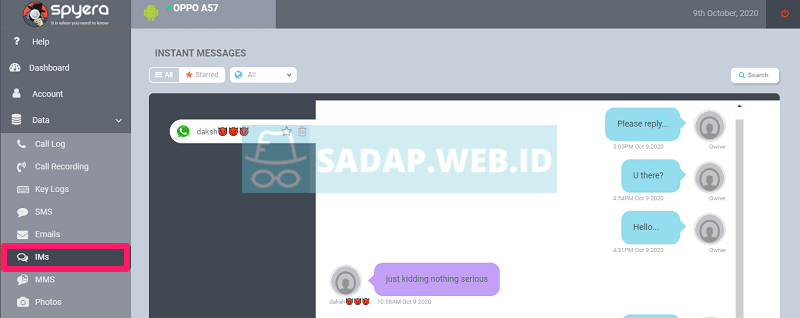 spyera
It is when you need to know
OPPO A57
9th October, 2020
Help
Dashboard
Account
Data
Call Log
Call Recording
Key Logs
SMS
Emails
IMs
MMS
Photos
INSTANT MESSAGES
All
Starred
All
Search
daksh👹👹👹
SADAP.WEB.ID
Please reply...
5:05PM Oct 9 2020
Owner
U there?
4:54PM Oct 9 2020
Owner
Hello...
4:31PM Oct 9 2020
Owner
just kidding nothing serious
daksh👹👹👹
10:58AM Oct 9 2020